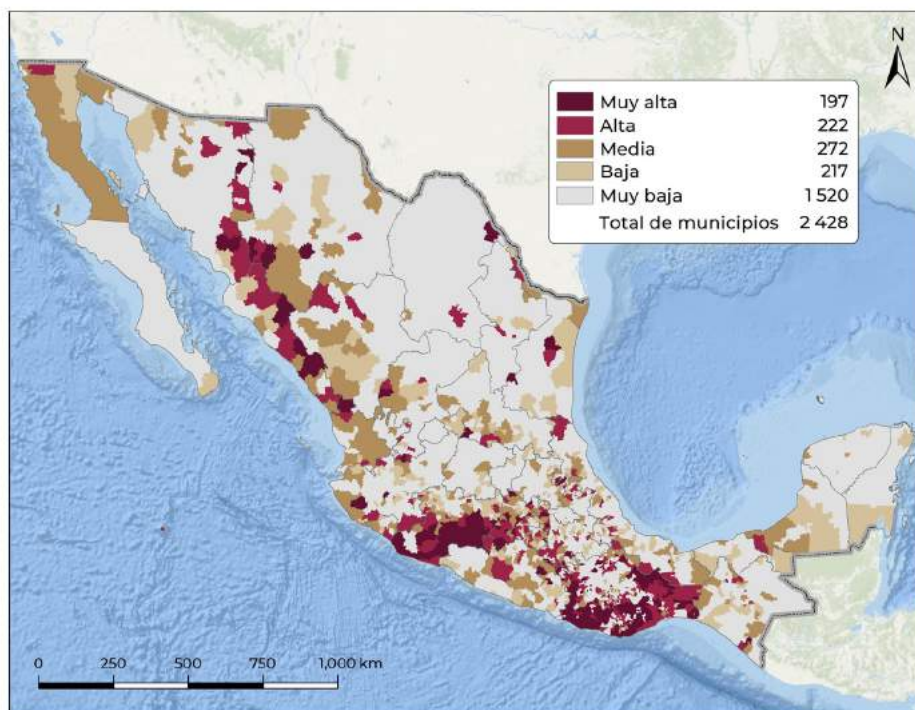 N
Muy alta 197
Alta 222
Media 272
Baja 217
Muy baja 1 520
Total de municipios 2 428
0 250 500 750 1,000 km